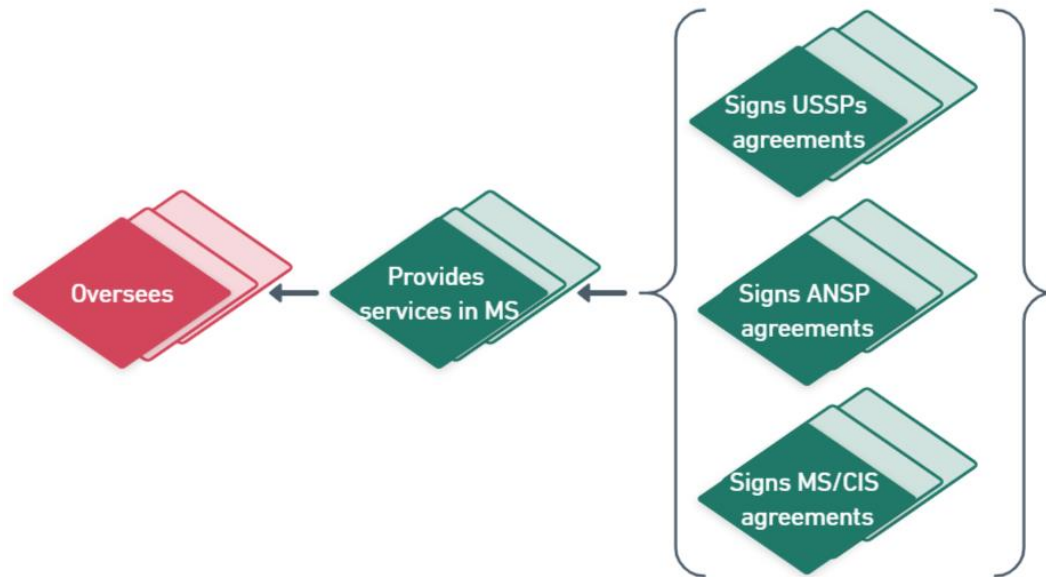 Oversees
Provides
services in MS
Signs USSPs
agreements
Signs ANSP
agreements
Signs MS/CIS
agreements